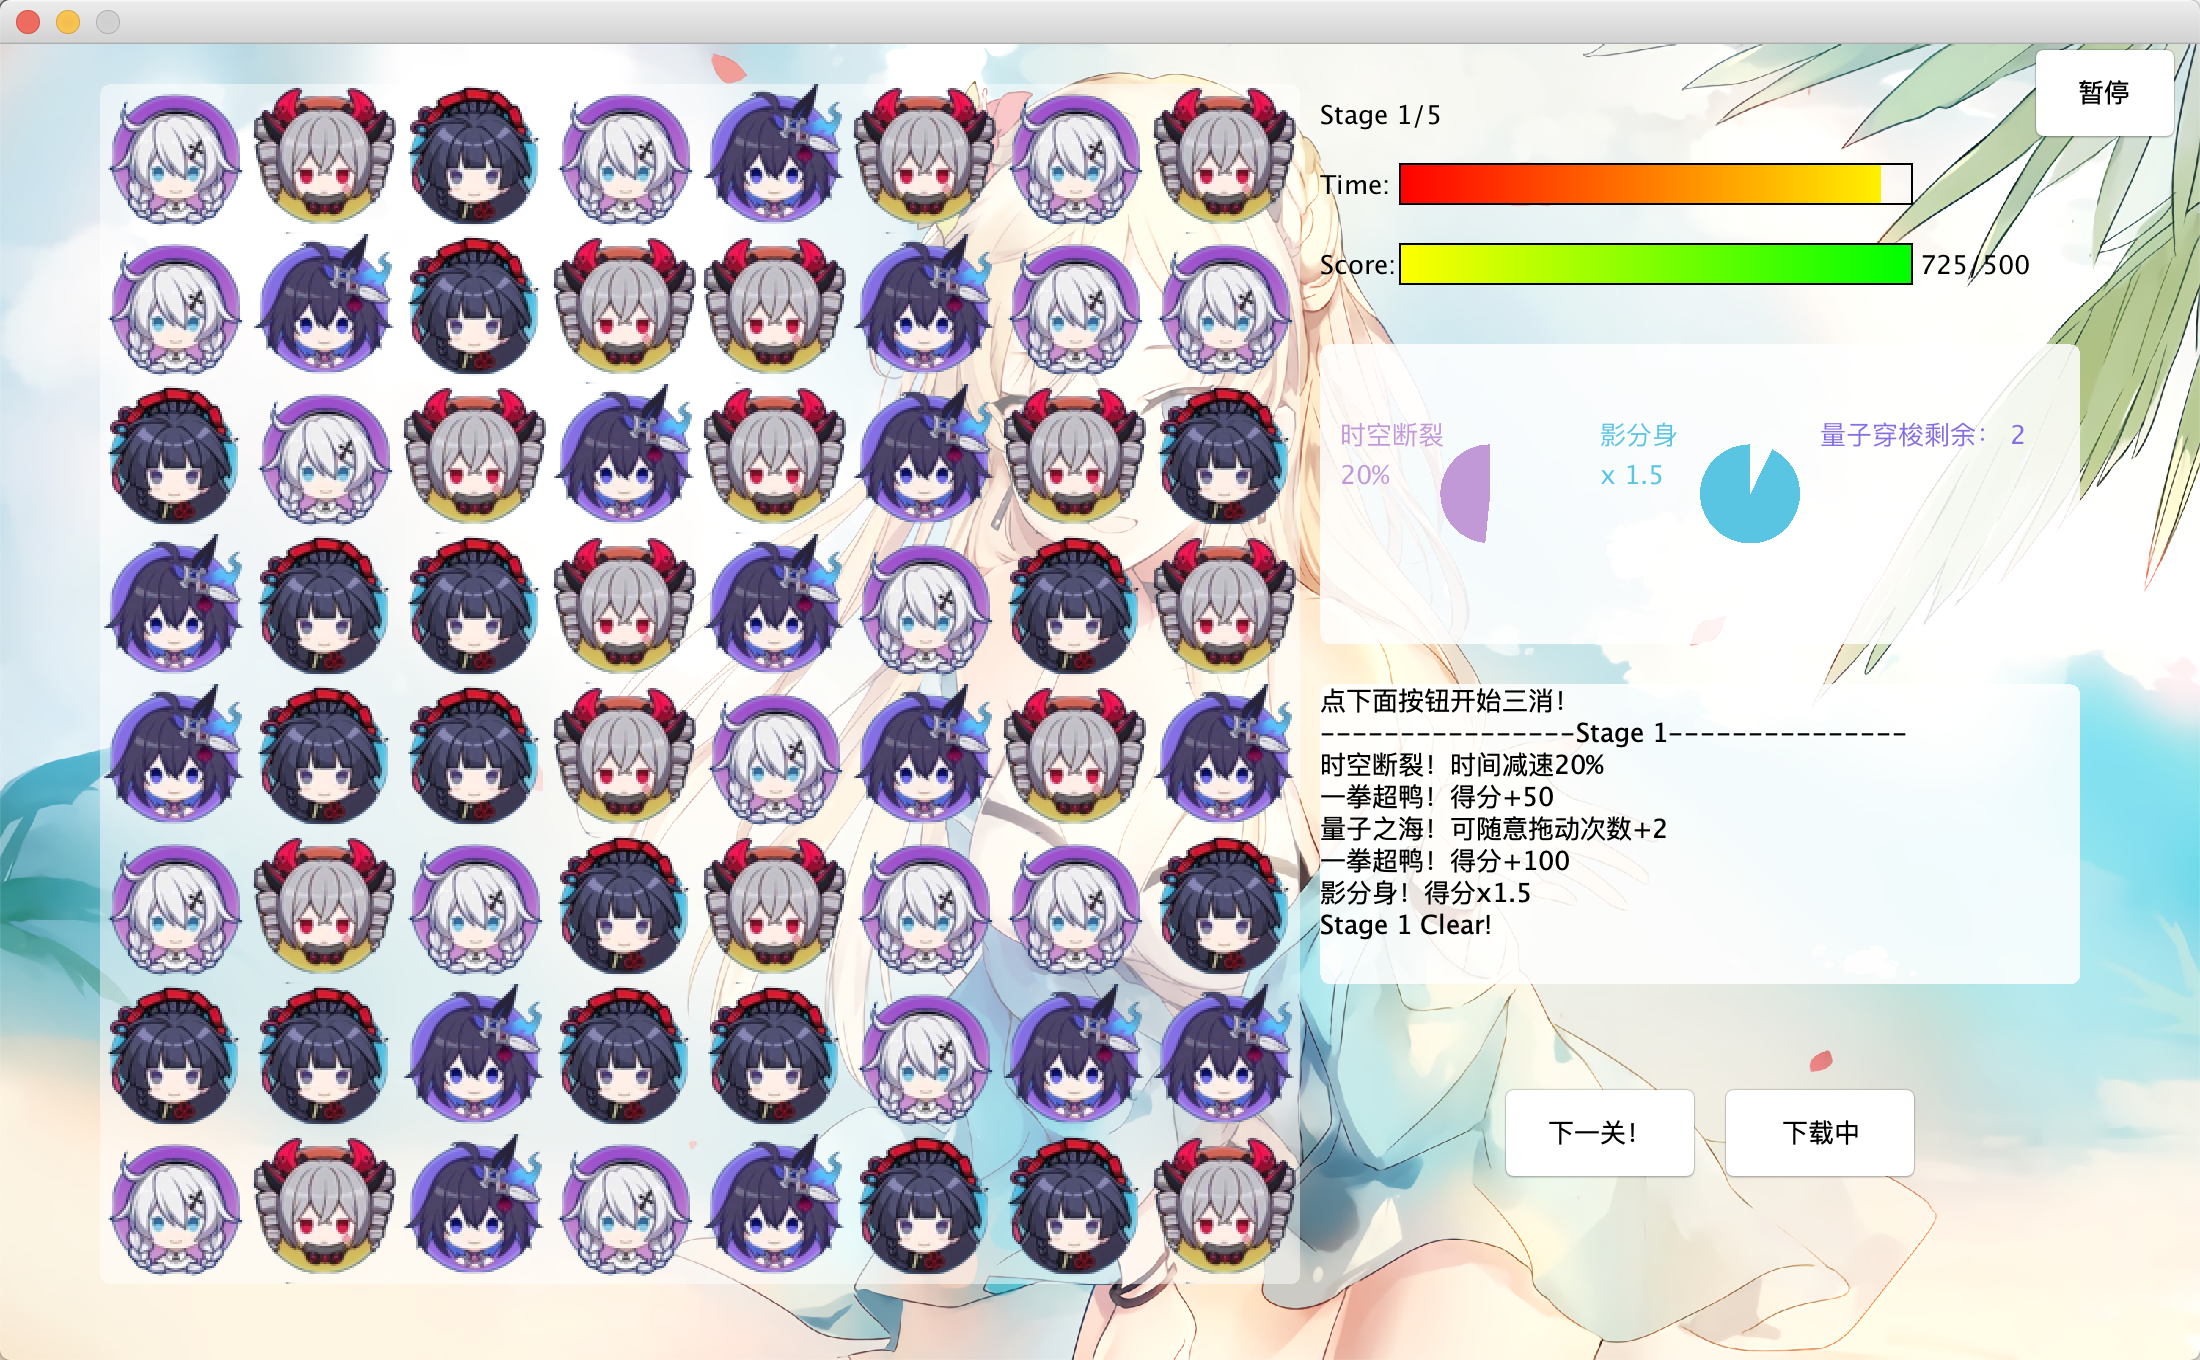 暂停
Stage 1/5
Time:
Score: 725/500
时空断裂
20%
影分身
x 1.5
量子穿梭剩余： 2
点下面按钮开始三消！
----------------Stage 1---------------
时空断裂！时间减速20%
一拳超鸭！得分+50
量子之海！可随意拖动次数+2
一拳超鸭！得分+100
影分身！得分x1.5
Stage 1 Clear!
下一关！
下载中